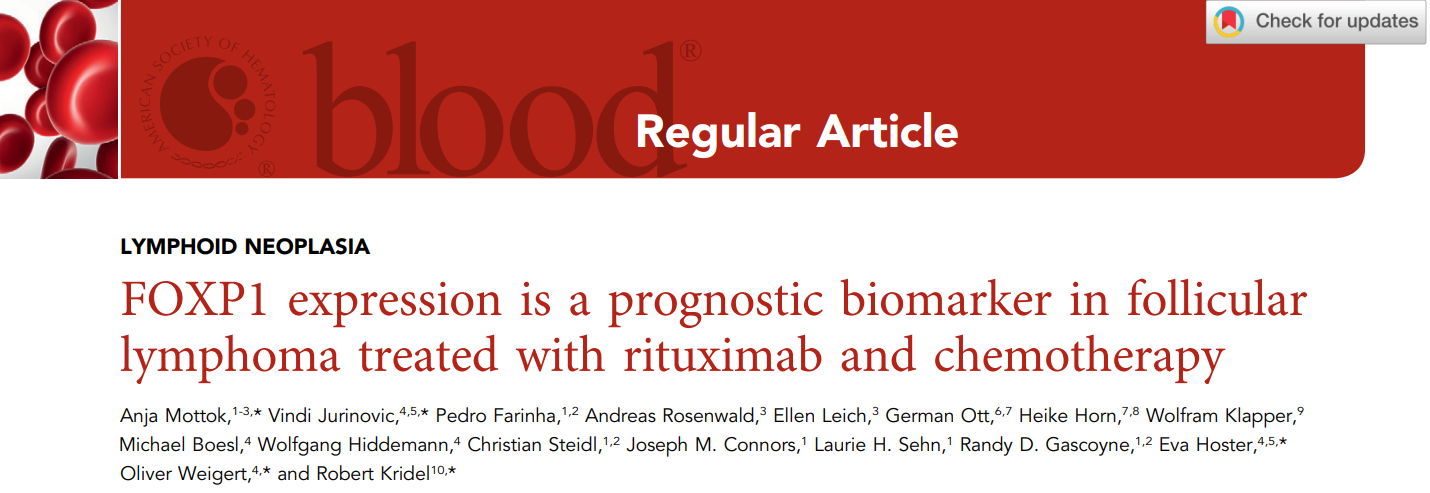 Check for updates
AMERICAN SOCIETY OF HEMATOLOGY
®
blood®
Regular Article
LYMPHOID NEOPLASIA
FOXP1 expression is a prognostic biomarker in follicular
lymphoma treated with rituximab and chemotherapy
Anja Mottok,1-3,* Vindi Jurinovic,4,5,* Pedro Farinha,1,2 Andreas Rosenwald,3 Ellen Leich,3 German Ott,6,7 Heike Horn,7,8 Wolfram Klapper,9
Michael Boesl,4 Wolfgang Hiddemann,4 Christian Steidl,1,2 Joseph M. Connors,1 Laurie H. Sehn,1 Randy D. Gascoyne,1,2 Eva Hoster,4,5,*
Oliver Weigert,4,* and Robert Kridel10,*